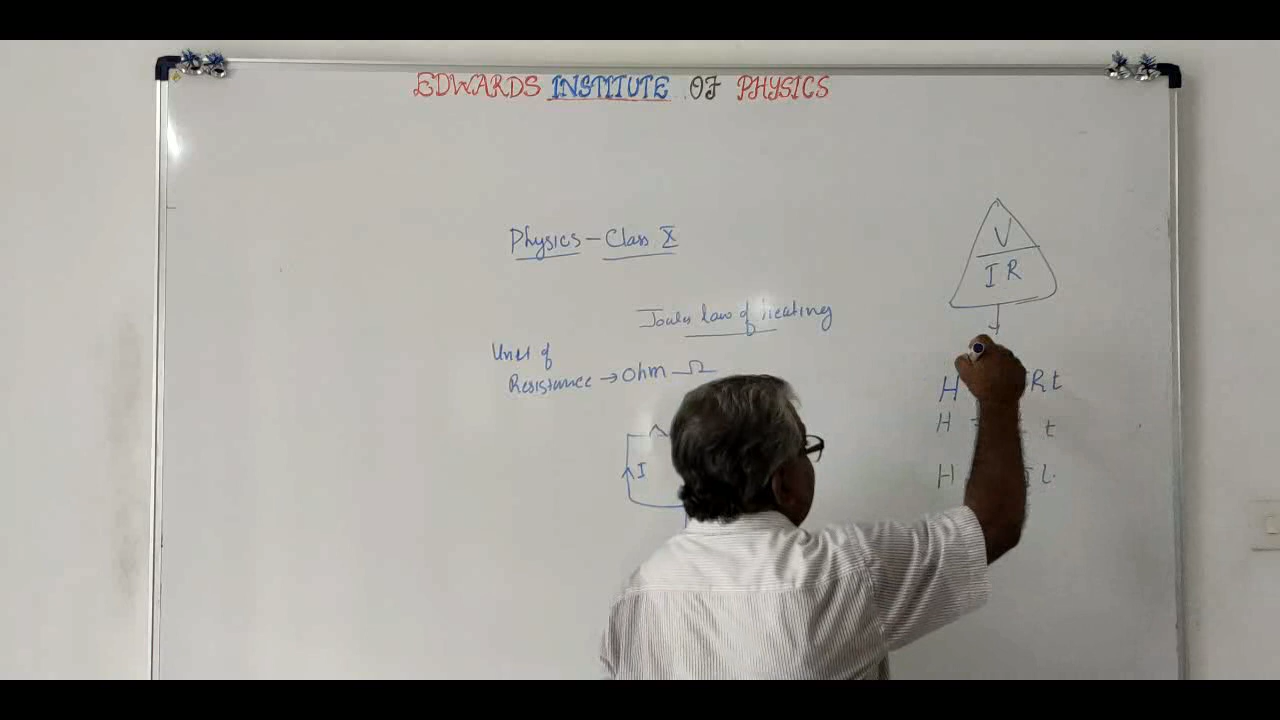 EDWARDS INSTITUTE OF PHYSICS
Physics - Class X
Joules law of heating
Unit of
Resistance → Ohm - Ω
I
V
I R
H R t
H t
H t